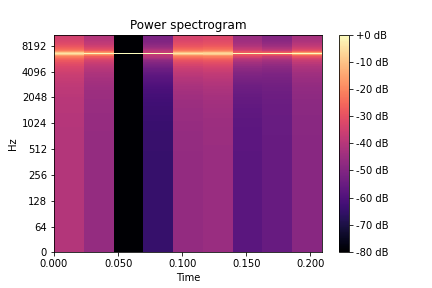 Power spectrogram
8192
4096
2048
1024
512
256
128
64
0
Hz
0.000 0.050 0.100 0.150 0.200
Time
+0 dB
-10 dB
-20 dB
-30 dB
-40 dB
-50 dB
-60 dB
-70 dB
-80 dB